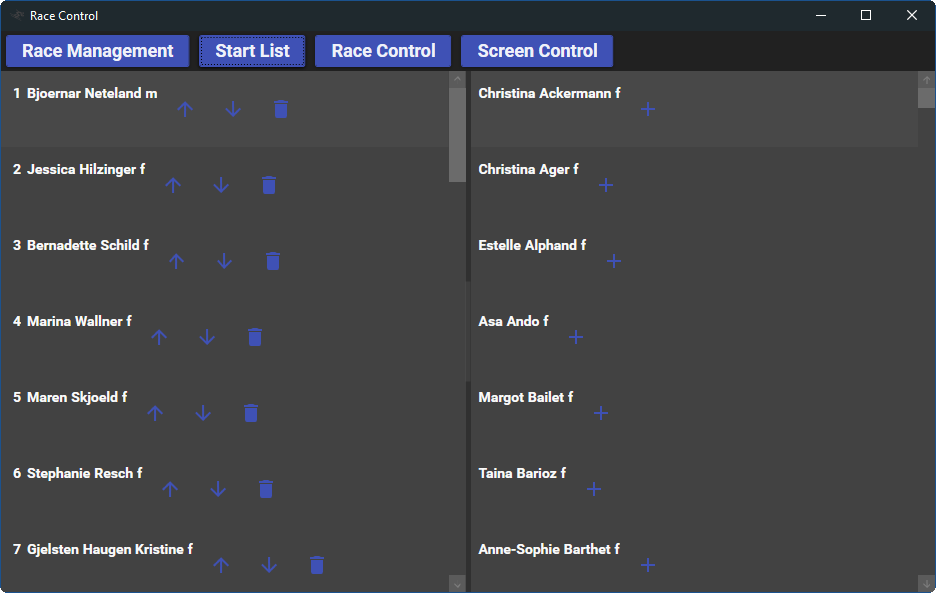 Race Control
Race Management
Start List
Race Control
Screen Control
1 Bjoernar Neteland m
2 Jessica Hilzinger f
3 Bernadette Schild f
4 Marina Wallner f
5 Maren Skjoeld f
6 Stephanie Resch f
7 Gjelsten Haugen Kristine f
Christina Ackermann f
Christina Ager f
Estelle Alphand f
Asa Ando f
Margot Bailet f
Taina Barioz f
Anne-Sophie Barthet f